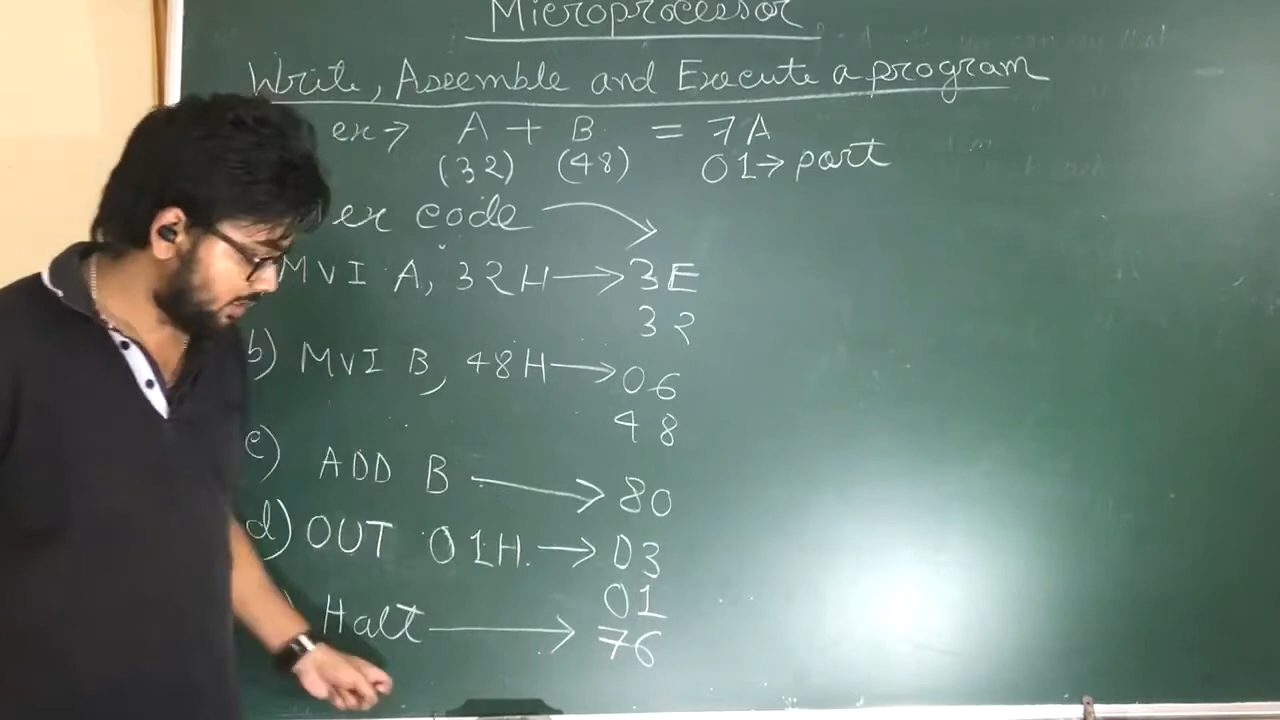 Microprocessor
Write, Assemble and Execute a program
ex → A + B = 7A
(32) (48) 01 → port
code
MVI A, 32H → 3E
32
b) MVI B, 48H → 06
48
c) ADD B → 80
d) OUT 01H. → D3
01
Halt → 76